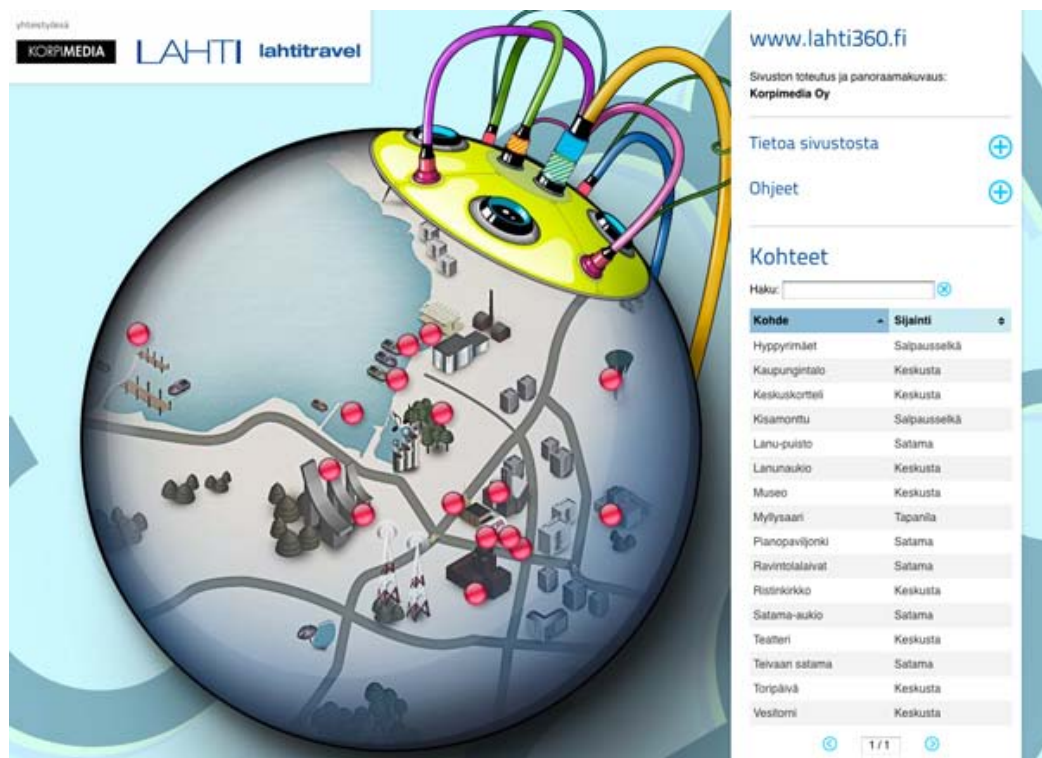 yhteistyössä
KORPIMEDIA LAHTI lahtitravel
www.lahti360.fi
Sivuston toteutus ja panoraamakuvaus:
Korpimedia Oy
Tietoa sivustosta
Ohjeet
Kohteet
Haku:
Kohde Sijainti
Hyppyrimäet Salpausselkä
Kaupungintalo Keskusta
Keskuskortteli Keskusta
Kisamonttu Salpausselkä
Lanu-puisto Satama
Lanunaukio Keskusta
Museo Keskusta
Myllysaari Tapanila
Pianopaviljonki Satama
Ravintolalaivat Satama
Ristinkirkko Keskusta
Satama-aukio Satama
Teatteri Keskusta
Teivaan satama Satama
Toripäivä Keskusta
Vesitorni Keskusta
1 / 1